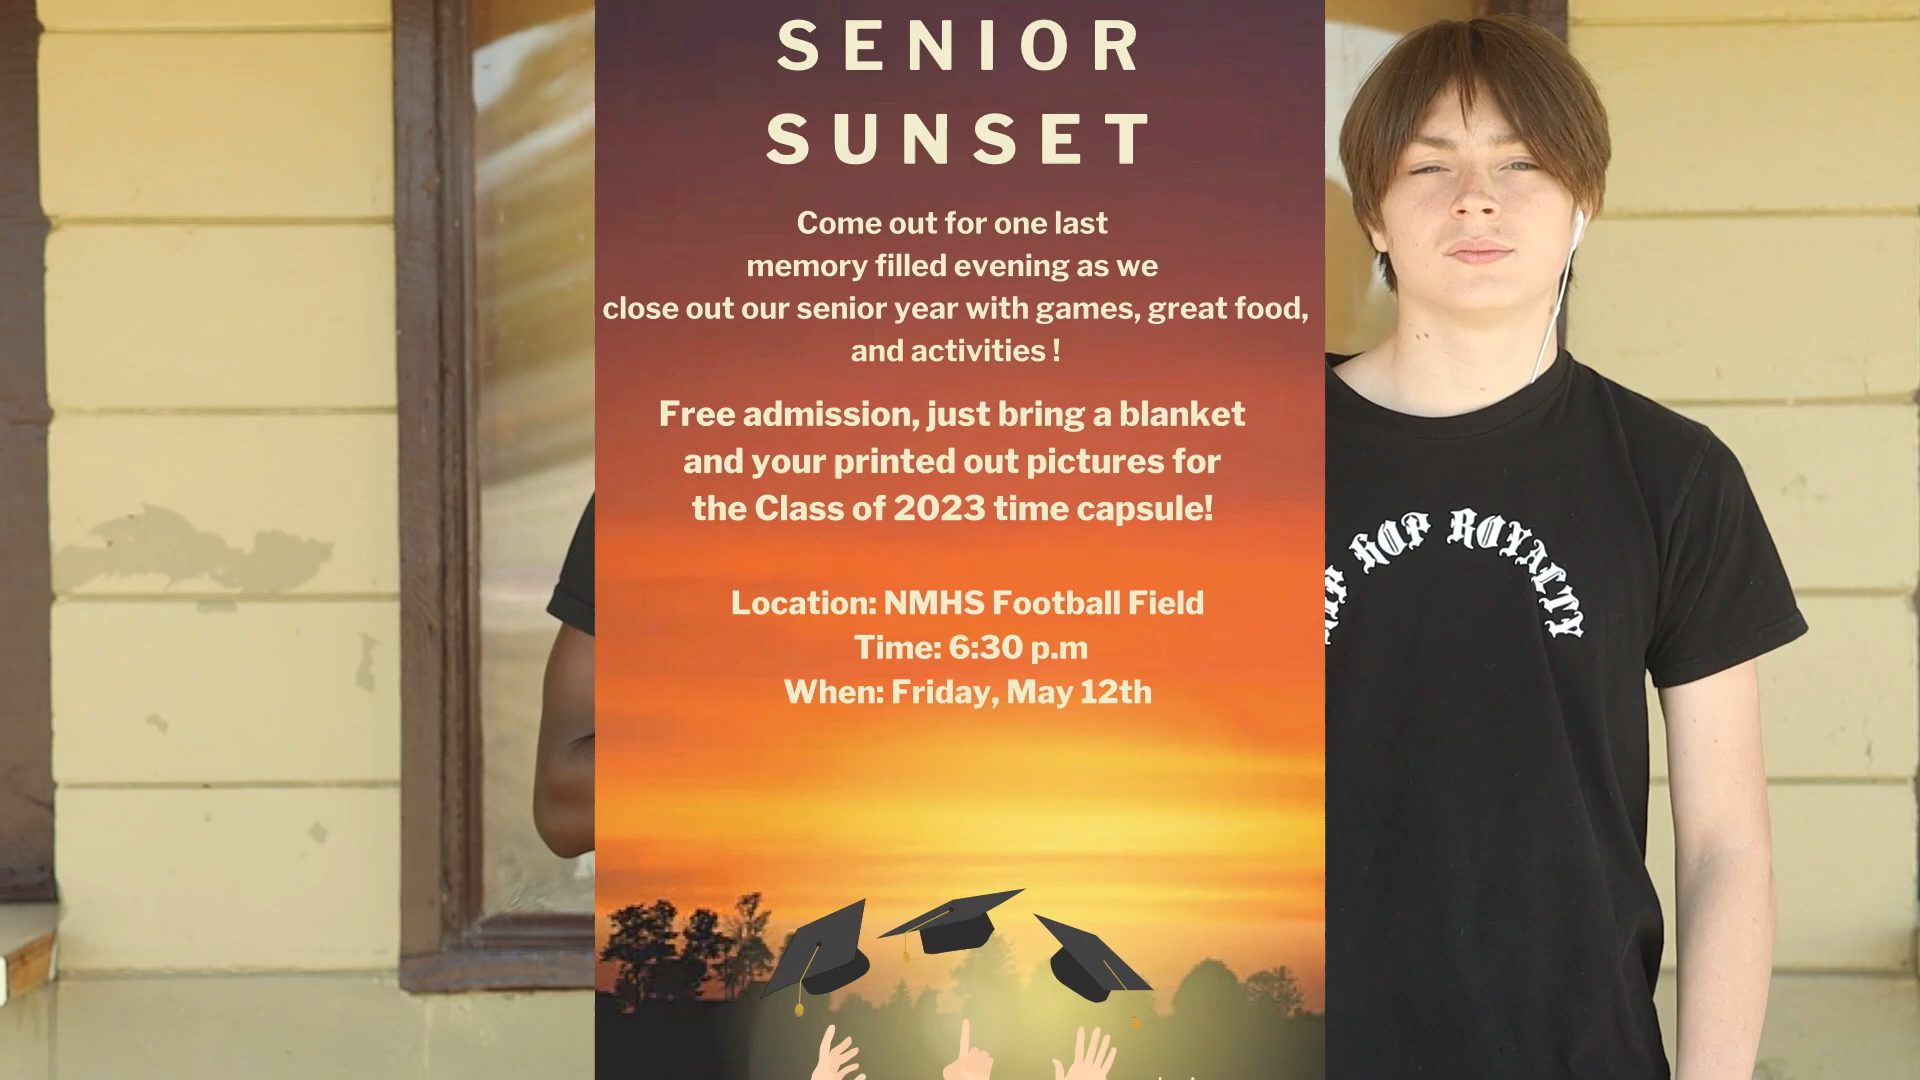 SENIOR
SUNSET
Come out for one last
memory filled evening as we
close out our senior year with games, great food,
and activities !
Free admission, just bring a blanket
and your printed out pictures for
the Class of 2023 time capsule!
Location: NMHS Football Field
Time: 6:30 p.m
When: Friday, May 12th
HOP ROYALTY